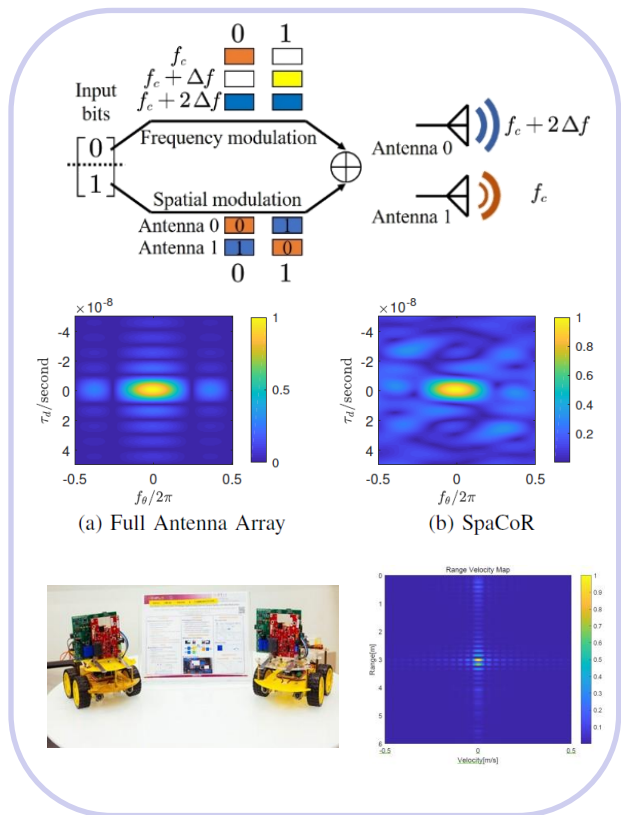 0 1
f_c
f_c + Δf
f_c + 2Δf
Input
bits
0
1
Frequency modulation
Spatial modulation
Antenna 0 0 1
Antenna 1 1 0
0 1
Antenna 0
f_c + 2Δf
Antenna 1
f_c
×10^-8
-4
-2
0
2
4
τ_d/second
-0.5 0 0.5
f_θ/2π
1
0.5
0
(a) Full Antenna Array
×10^-8
-4
-2
0
2
4
τ_d/second
-0.5 0 0.5
f_θ/2π
1
0.8
0.6
0.4
0.2
(b) SpaCoR
Range Velocity Map
0
1
2
3
4
5
6
Range[m]
-0.5 0 0.5
Velocity[m/s]
1
0.9
0.8
0.7
0.6
0.5
0.4
0.3
0.2
0.1